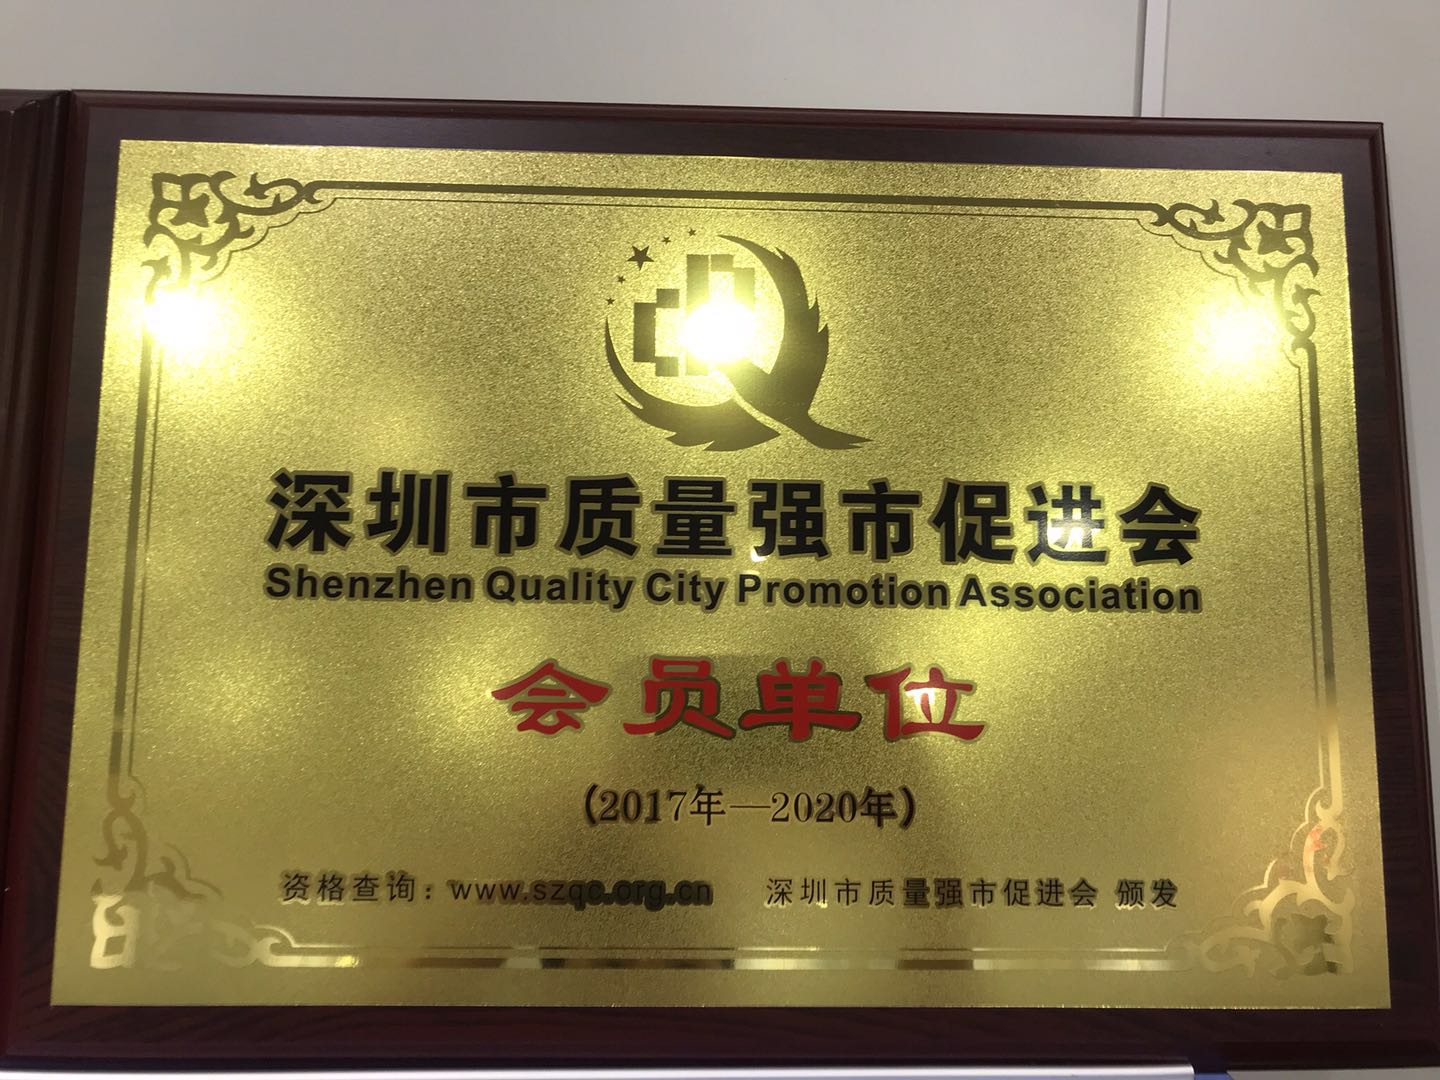 深圳市质量强市促进会
Shenzhen Quality City Promotion Association
会员单位
(2017年—2020年)
资格查询：www.szqc.org.cn 深圳市质量强市促进会 颁发